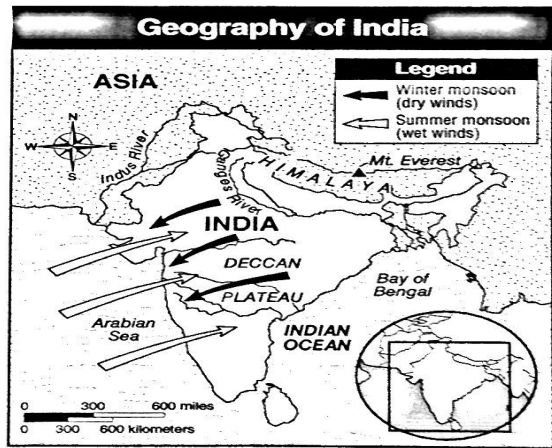 Geography of India
ASIA
Legend
Winter monsoon
(dry winds)
Summer monsoon
(wet winds)
N
W E
S
Indus River
Ganges River
HIMALAYA
Mt. Everest
INDIA
DECCAN
PLATEAU
Bay of
Bengal
Arabian
Sea
INDIAN
OCEAN
0 300 600 miles
0 300 600 kilometers